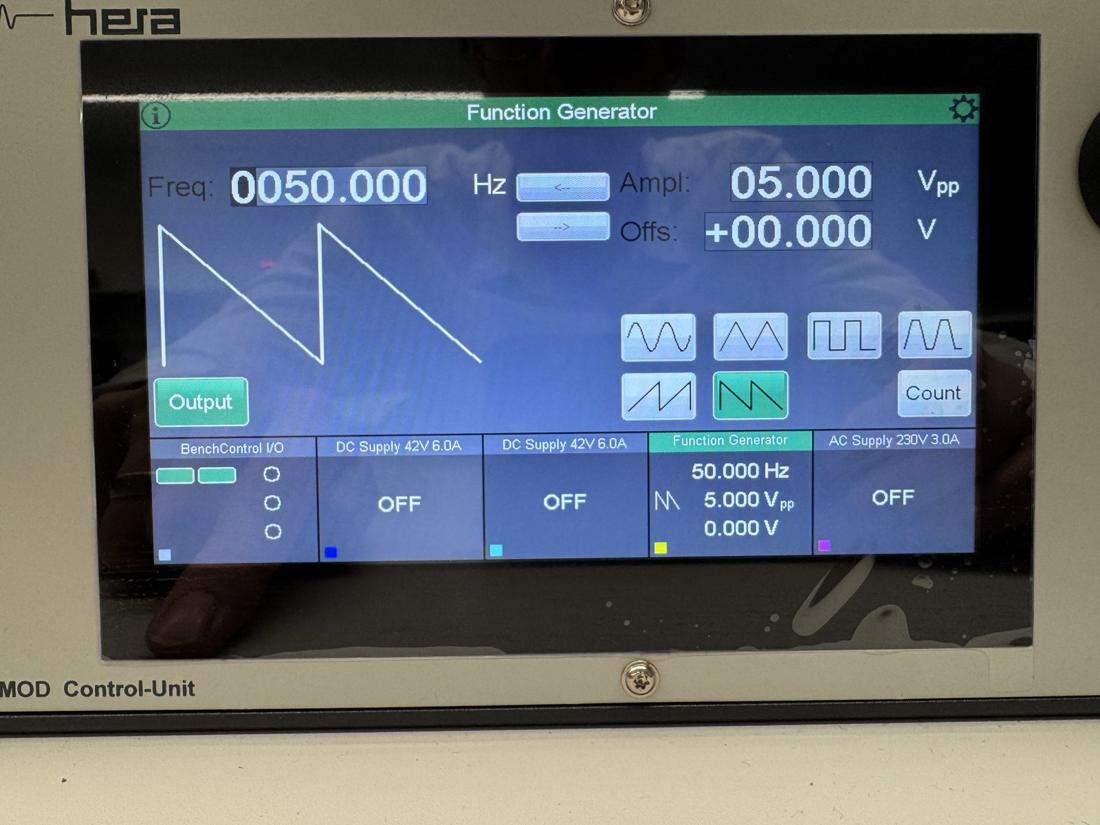 hera
i
Function Generator
Freq: 0050.000 Hz <-- Ampl: 05.000 Vpp
--> Offs: +00.000 V
Output
Count
BenchControl I/O
DC Supply 42V 6.0A
OFF
DC Supply 42V 6.0A
OFF
Function Generator
50.000 Hz
5.000 Vpp
0.000 V
AC Supply 230V 3.0A
OFF
MOD Control-Unit